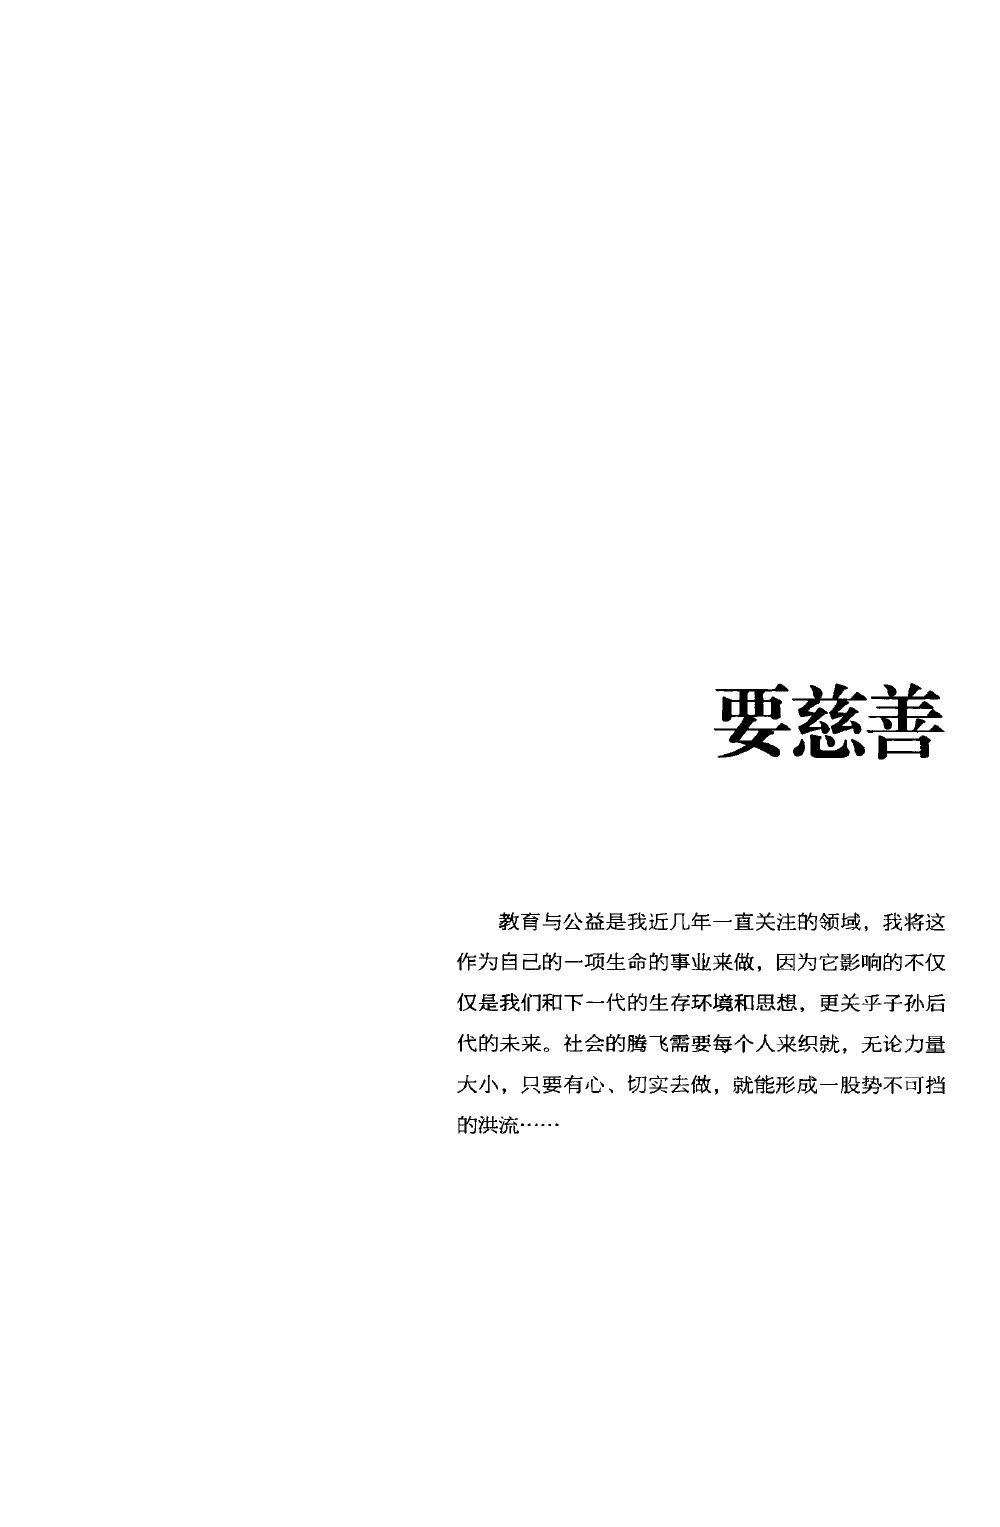 要慈善
教育与公益是我近几年一直关注的领域，我将这
作为自己的一项生命的事业来做，因为它影响的不仅
仅是我们和下一代的生存环境和思想，更关乎子孙后
代的未来。社会的腾飞需要每个人来织就，无论力量
大小，只要有心、切实去做，就能形成一股势不可挡
的洪流……